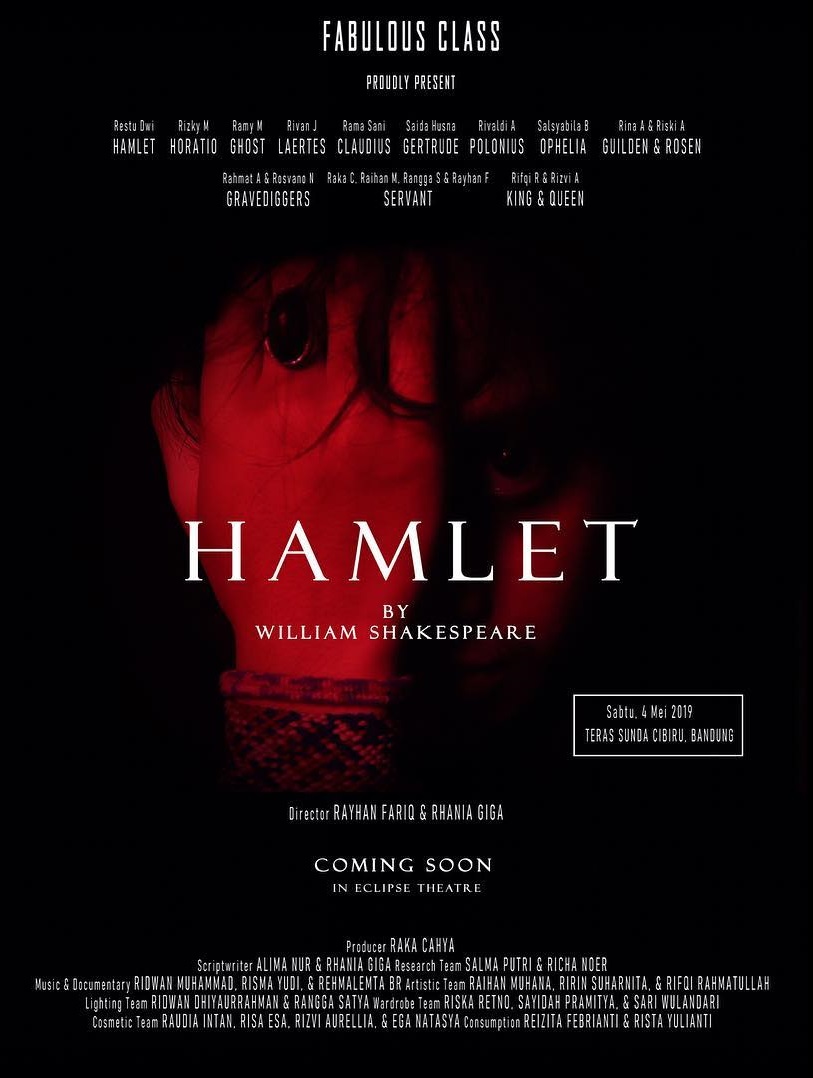 FABULOUS CLASS
PROUDLY PRESENT
Restu Dwi Rizky M Ramy M Rivan J Rama Sani Saida Husna Rivaldi A Salsyabila B Rina A & Riski A
HAMLET HORATIO GHOST LAERTES CLAUDIUS GERTRUDE POLONIUS OPHELIA GUILDEN & ROSEN
Rahmat A & Rosvano N Raka C, Raihan M, Rangga S & Rayhan F Rifqi R & Rizvi A
GRAVEDIGGERS SERVANT KING & QUEEN
HAMLET
BY
WILLIAM SHAKESPEARE
Sabtu, 4 Mei 2019
TERAS SUNDA CIBIRU, BANDUNG
Director RAYHAN FARIQ & RHANIA GIGA
COMING SOON
IN ECLIPSE THEATRE
Producer RAKA CAHYA
Scriptwriter ALIMA NUR & RHANIA GIGA Research Team SALMA PUTRI & RICHA NOER
Music & Documentary RIDWAN MUHAMMAD, RISMA YUDI, & REHMALEMTA BR Artistic Team RAIHAN MUHANA, RIRIN SUHARNITA, & RIFQI RAHMATULLAH
Lighting Team RIDWAN DHIYAURRAHMAN & RANGGA SATYA Wardrobe Team RISKA RETNO, SAYIDAH PRAMITYA, & SARI WULANDARI
Cosmetic Team RAUDIA INTAN, RISA ESA, RIZVI AURELLIA, & EGA NATASYA Consumption REIZITA FEBRIANTI & RISTA YULIANTI